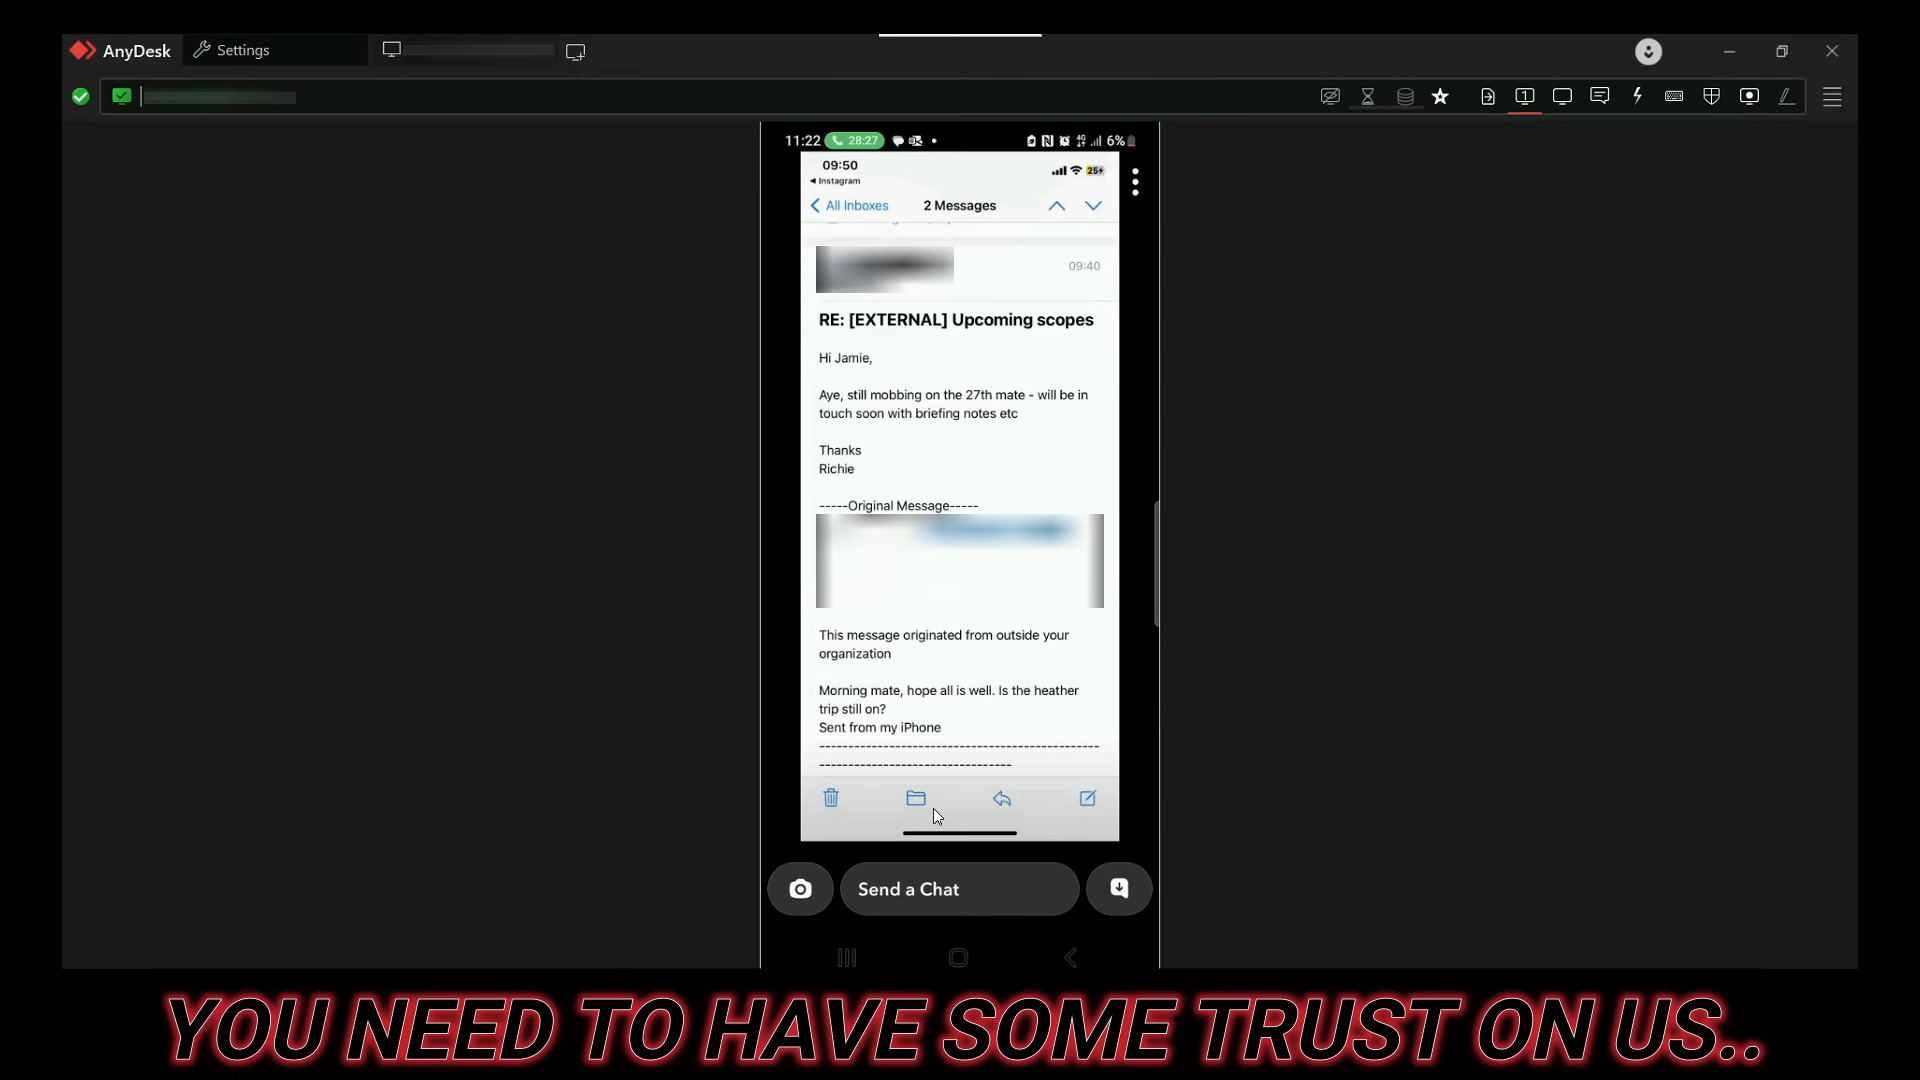 AnyDesk
Settings
1
11:22
28:27
4G
6%
09:50
25
Instagram
All Inboxes
2 Messages
09:40
RE: [EXTERNAL] Upcoming scopes
Hi Jamie,
Aye, still mobbing on the 27th mate - will be in
touch soon with briefing notes etc
Thanks
Richie
-----Original Message-----
This message originated from outside your
organization
Morning mate, hope all is well. Is the heather
trip still on?
Sent from my iPhone
------------------------------------------------
---------------------------------
Send a Chat
YOU NEED TO HAVE SOME TRUST ON US..